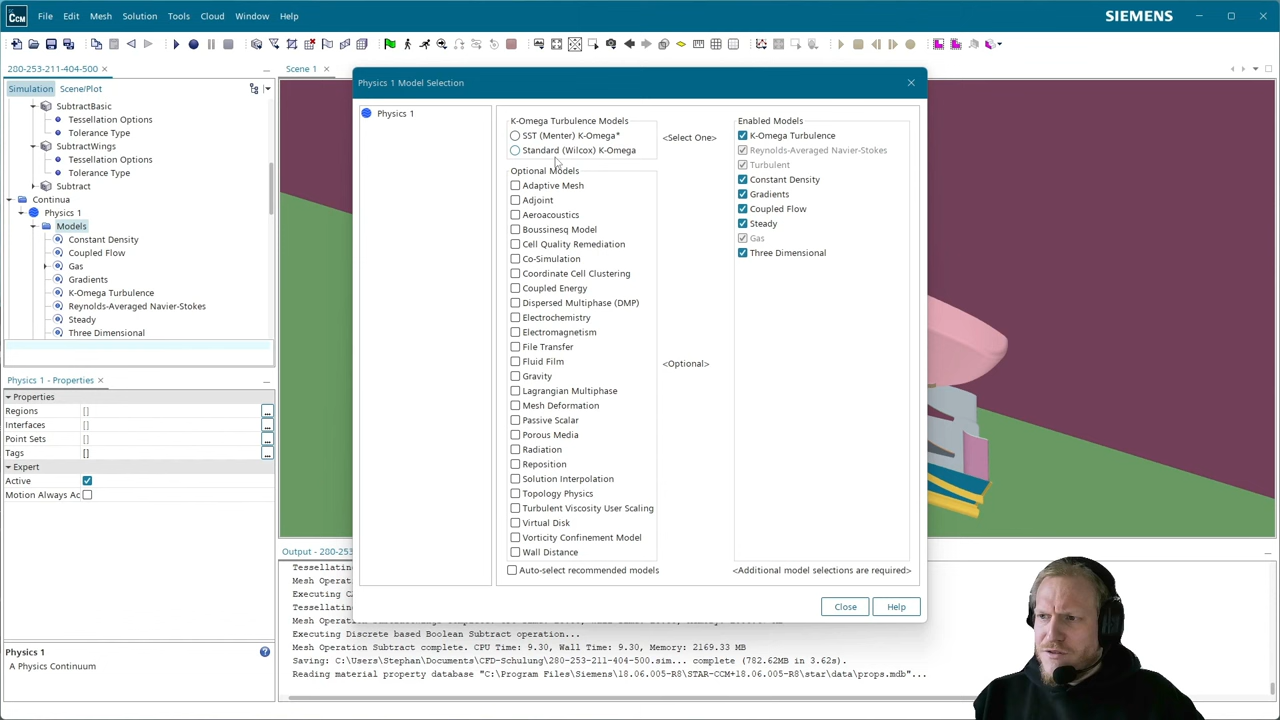 CCM
File Edit Mesh Solution Tools Cloud Window Help
SIEMENS
280-253-211-404-500
Scene 1
Simulation
Scene/Plot
SubtractBasic
Tessellation Options
Tolerance Type
SubtractWings
Tessellation Options
Tolerance Type
Subtract
Continua
Physics 1
Models
Constant Density
Coupled Flow
Gas
Gradients
K-Omega Turbulence
Reynolds-Averaged Navier-Stokes
Steady
Three Dimensional
Physics 1 - Properties
Properties
Regions []
Interfaces []
Point Sets []
Tags []
Expert
Active
Motion Always Ac
Physics 1
A Physics Continuum
Physics 1 Model Selection
Physics 1
K-Omega Turbulence Models
SST (Menter) K-Omega*
Standard (Wilcox) K-Omega
<Select One>
Optional Models
Adaptive Mesh
Adjoint
Aeroacoustics
Boussinesq Model
Cell Quality Remediation
Co-Simulation
Coordinate Cell Clustering
Coupled Energy
Dispersed Multiphase (DMP)
Electrochemistry
Electromagnetism
File Transfer
Fluid Film
Gravity
Lagrangian Multiphase
Mesh Deformation
Passive Scalar
Porous Media
Radiation
Reposition
Solution Interpolation
Topology Physics
Turbulent Viscosity User Scaling
Virtual Disk
Vorticity Confinement Model
Wall Distance
<Optional>
Enabled Models
K-Omega Turbulence
Reynolds-Averaged Navier-Stokes
Turbulent
Constant Density
Gradients
Coupled Flow
Steady
Gas
Three Dimensional
Auto-select recommended models
<Additional model selections are required>
Close
Help
Output - 280-253
Tessellating
Mesh Operat
Executing C
Tessellatin
Executing Discrete based Boolean Subtract operation...
Mesh Operation Subtract complete. CPU Time: 9.30, Wall Time: 9.30, Memory: 2169.33 MB
Saving: C:\Users\Stephan\Documents\CFD-Schulung\280-253-211-404-500.sim... complete (782.62MB in 3.62s).
Reading material property database "C:\Program Files\Siemens\18.06.005-R8\STAR-CCM+18.06.005-R8\star\data\props.mdb"...